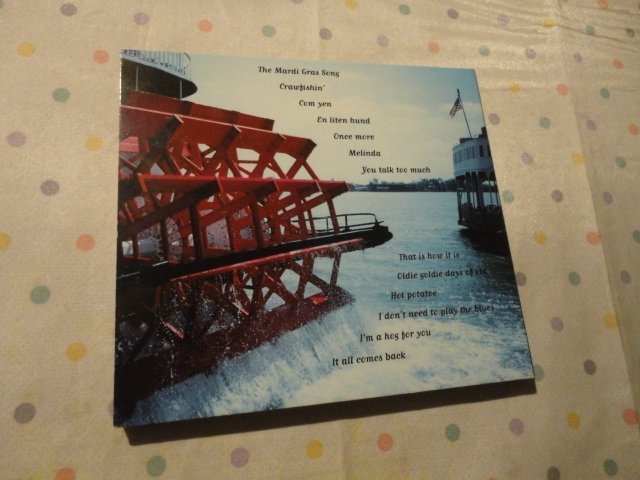 The Mardi Gras Song
Crawfishin'
Com yen
En liten hund
Once more
Melinda
You talk too much
That is how it is
Oldie goldie days of old
Hot potatoe
I don't need to play the blues
I'm a hog for you
It all comes back